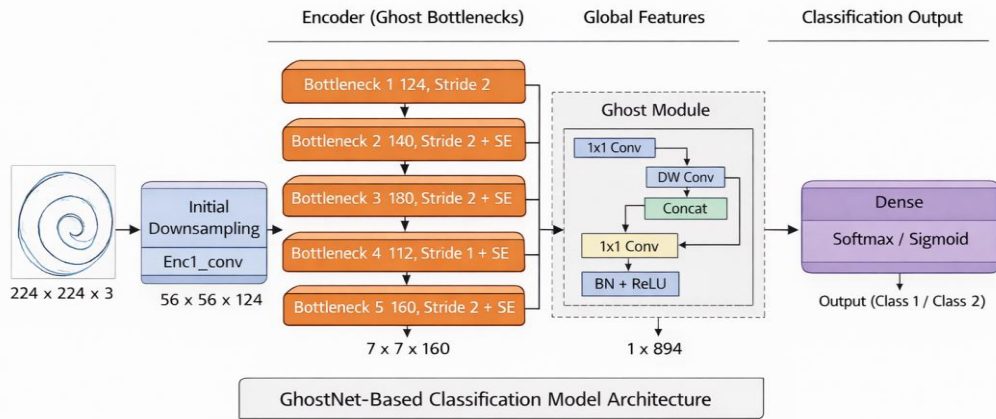 Encoder (Ghost Bottlenecks)
Global Features
Classification Output
224 x 224 x 3
Initial
Downsampling
Enc1_conv
56 x 56 x 124
Bottleneck 1 124, Stride 2
Bottleneck 2 140, Stride 2 + SE
Bottleneck 3 180, Stride 2 + SE
Bottleneck 4 112, Stride 1 + SE
Bottleneck 5 160, Stride 2 + SE
7 x 7 x 160
Ghost Module
1x1 Conv
DW Conv
Concat
1x1 Conv
BN + ReLU
1 x 894
Dense
Softmax / Sigmoid
Output (Class 1 / Class 2)
GhostNet-Based Classification Model Architecture